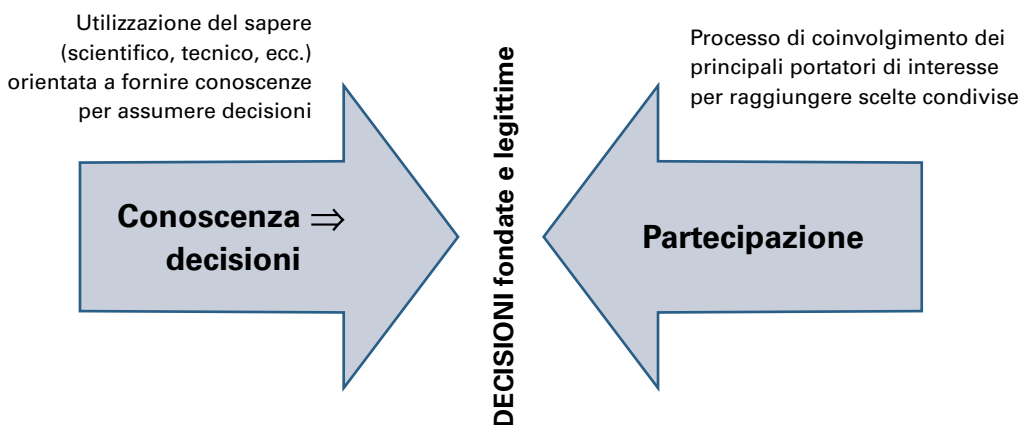 Utilizzazione del sapere
(scientifico, tecnico, ecc.)
orientata a fornire conoscenze
per assumere decisioni
Conoscenza ⇒
decisioni
DECISIONI fondate e legittime
Processo di coinvolgimento dei
principali portatori di interesse
per raggiungere scelte condivise
Partecipazione